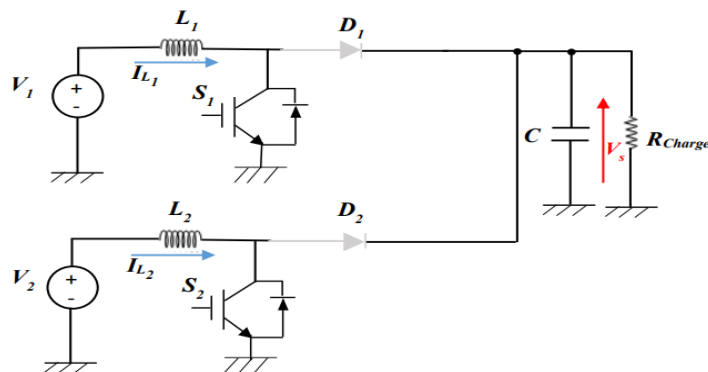 L1
D1
V1
+
-
IL1
S1
C
Vs
RCharge
L2
D2
V2
+
-
IL2
S2